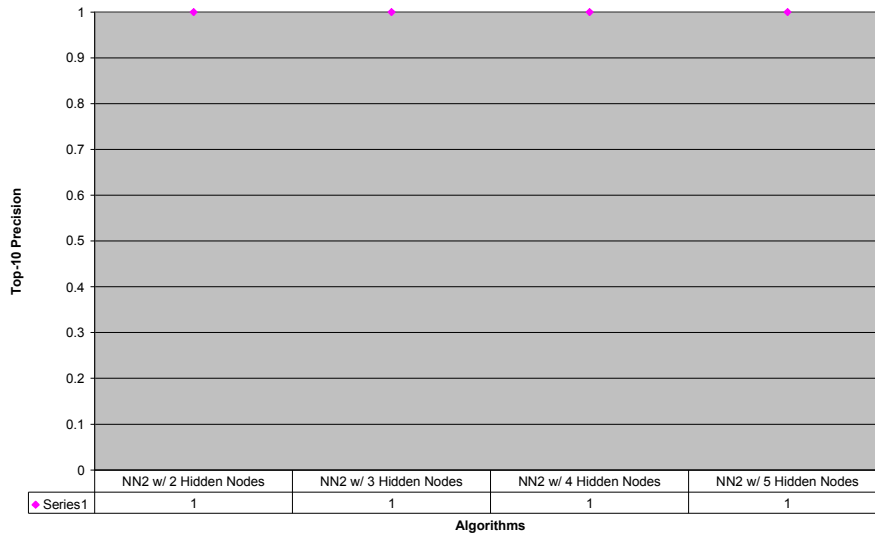 1
0.9
0.8
0.7
0.6
0.5
0.4
0.3
0.2
0.1
0
Top-10 Precision
NN2 w/ 2 Hidden Nodes NN2 w/ 3 Hidden Nodes NN2 w/ 4 Hidden Nodes NN2 w/ 5 Hidden Nodes
Series1 1 1 1 1
Algorithms